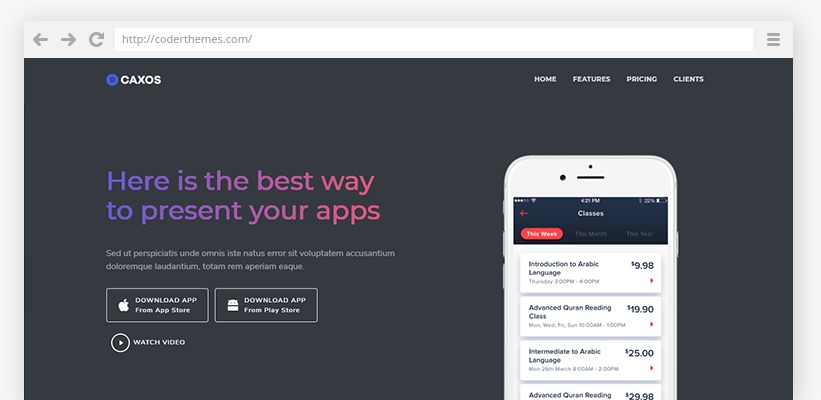 http://coderthemes.com/
CAXOS
HOME FEATURES PRICING CLIENTS
Here is the best way
to present your apps
Sed ut perspiciatis unde omnis iste natus error sit voluptatem accusantium
doloremque laudantium, totam rem aperiam eaque.
DOWNLOAD APP
From App Store
DOWNLOAD APP
From Play Store
WATCH VIDEO
4:21 PM 22%
Classes
This Week This Month This Year
Introduction to Arabic
Language
$9.98
Thursday 3:00PM - 4:00PM
Advanced Quran Reading
Class
$19.90
Mon, Wed, Fri, Sun 10:00AM - 1:00PM
Intermediate to Arabic
Language
$25.00
Mon 26th March 8:00AM - 2:00PM
Advanced Quran Reading
$29.98